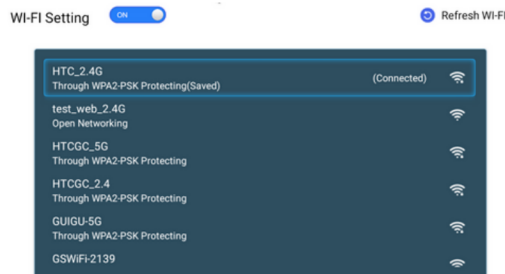 WI-FI Setting ON Refresh WI-FI
HTC_2.4G
Through WPA2-PSK Protecting(Saved) (Connected)
test_web_2.4G
Open Networking
HTCGC_5G
Through WPA2-PSK Protecting
HTCGC_2.4
Through WPA2-PSK Protecting
GUIGU-5G
Through WPA2-PSK Protecting
GSWiFi-2139